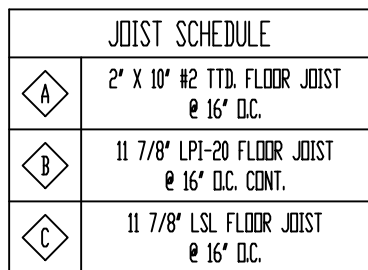 JOIST SCHEDULE
A
2" X 10" #2 TTD. FLOOR JOIST
@ 16" O.C.
B
11 7/8" LPI-20 FLOOR JOIST
@ 16" O.C. CONT.
C
11 7/8" LSL FLOOR JOIST
@ 16" O.C.